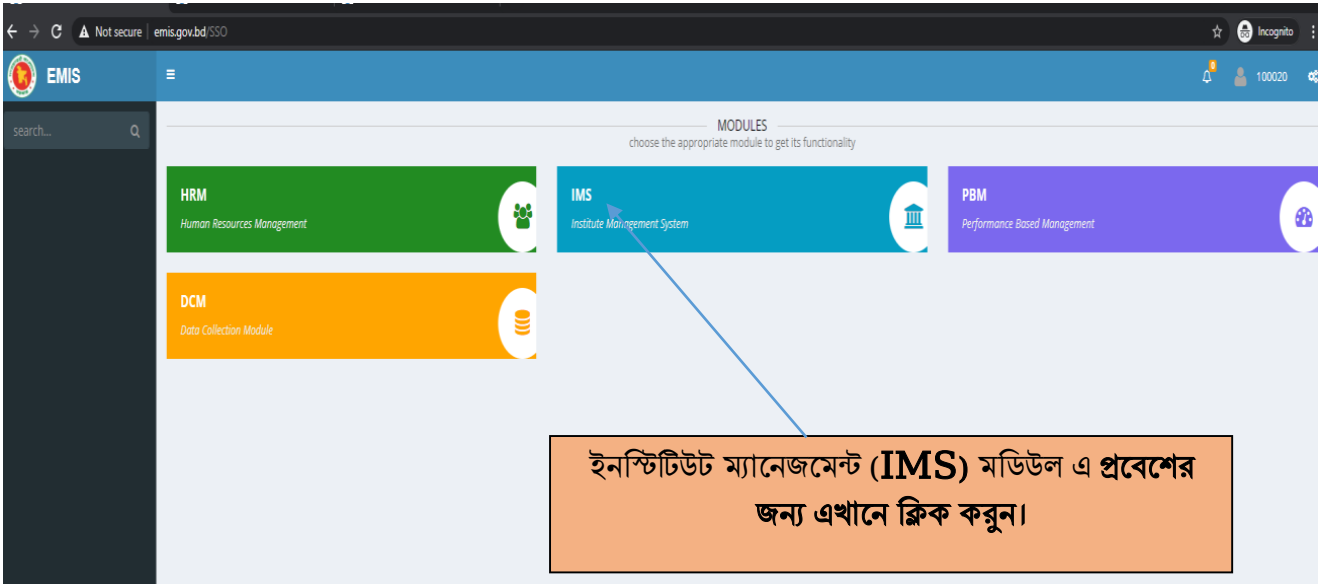 Not secure emis.gov.bd/SSO Incognito
EMIS 0 100020
search...
MODULES
choose the appropriate module to get its functionality
HRM
Human Resources Management
IMS
Institute Management System
PBM
Performance Based Management
DCM
Data Collection Module
ইনস্টিটিউট ম্যানেজমেন্ট (IMS) মডিউল এ প্রবেশের
জন্য এখানে ক্লিক করুন।